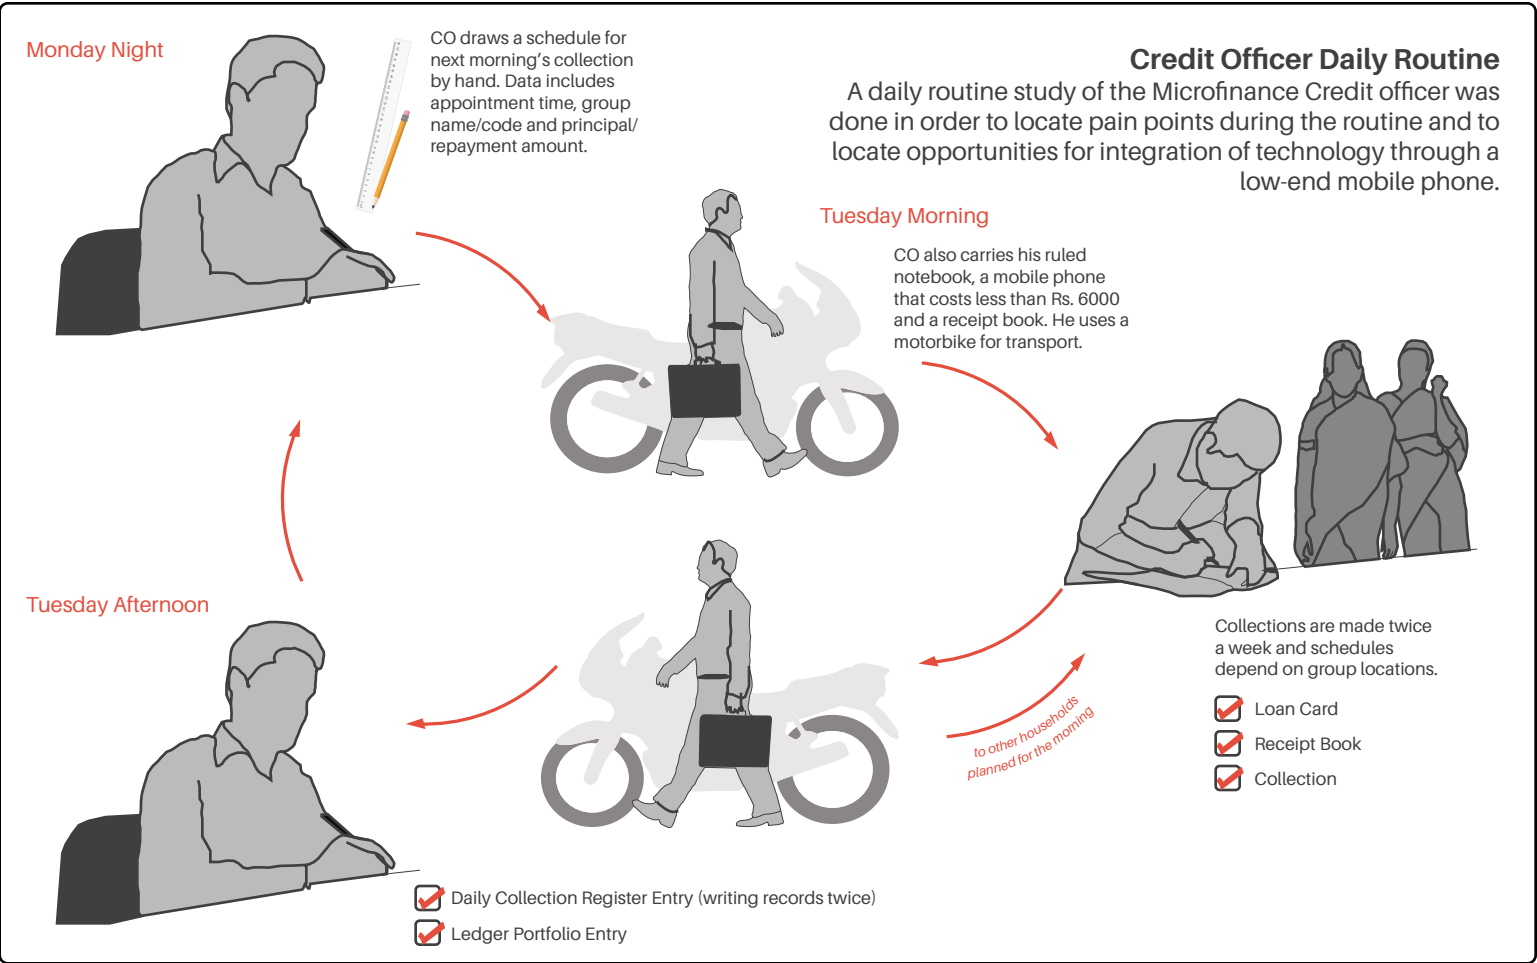 Monday Night
CO draws a schedule for
next morning's collection
by hand. Data includes
appointment time, group
name/code and principal/
repayment amount.
Credit Officer Daily Routine
A daily routine study of the Microfinance Credit officer was
done in order to locate pain points during the routine and to
locate opportunities for integration of technology through a
low-end mobile phone.
Tuesday Morning
CO also carries his ruled
notebook, a mobile phone
that costs less than Rs. 6000
and a receipt book. He uses a
motorbike for transport.
Collections are made twice
a week and schedules
depend on group locations.
Loan Card
Receipt Book
Collection
to other households
planned for the morning
Tuesday Afternoon
Daily Collection Register Entry (writing records twice)
Ledger Portfolio Entry